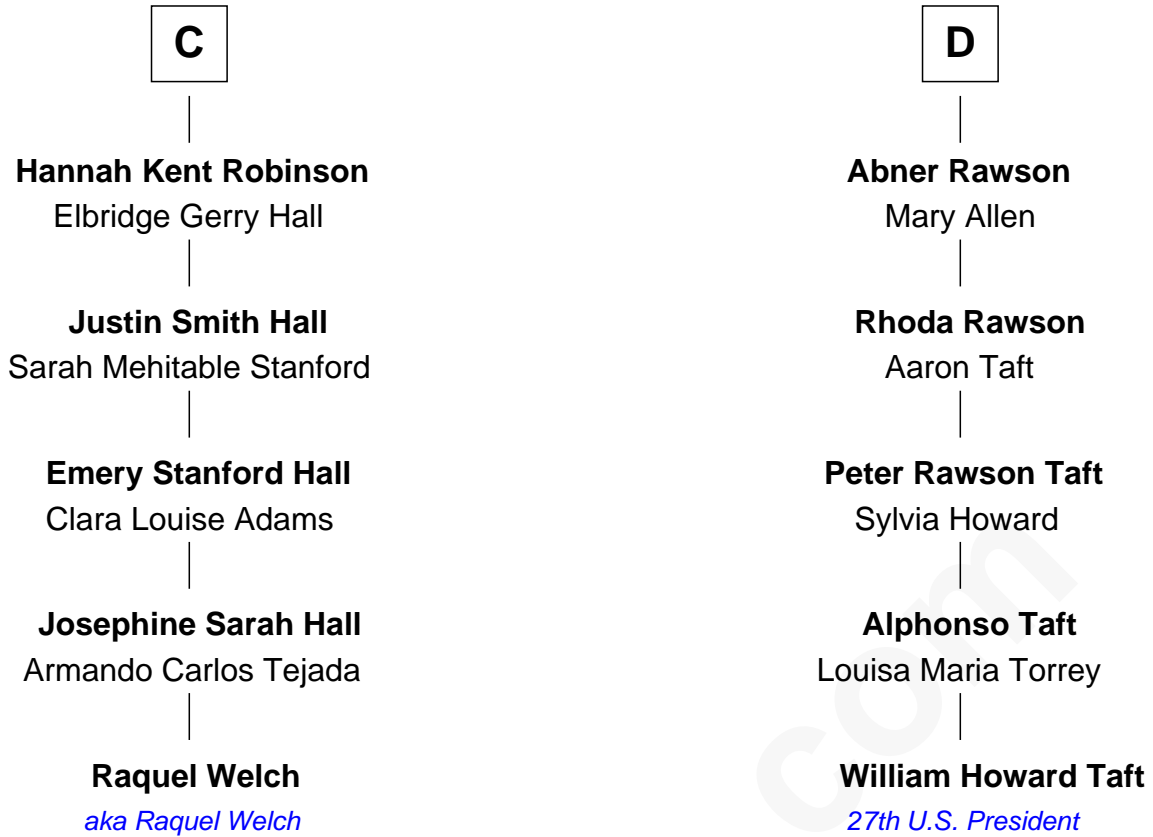 C
Hannah Kent Robinson
Elbridge Gerry Hall
Justin Smith Hall
Sarah Mehitable Stanford
Emery Stanford Hall
Clara Louise Adams
Josephine Sarah Hall
Armando Carlos Tejada
Raquel Welch
aka Raquel Welch
D
Abner Rawson
Mary Allen
Rhoda Rawson
Aaron Taft
Peter Rawson Taft
Sylvia Howard
Alphonso Taft
Louisa Maria Torrey
William Howard Taft
27th U.S. President
com